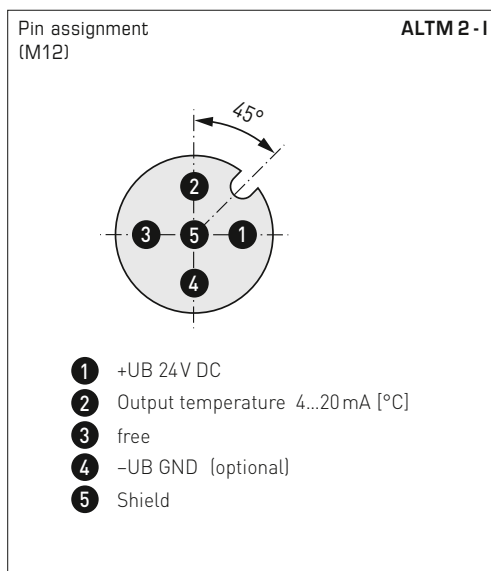 Pin assignment
(M12)
ALTM 2 - I
45°
2
3 5 1
4
1 +UB 24 V DC
2 Output temperature 4...20 mA [°C]
3 free
4 –UB GND (optional)
5 Shield